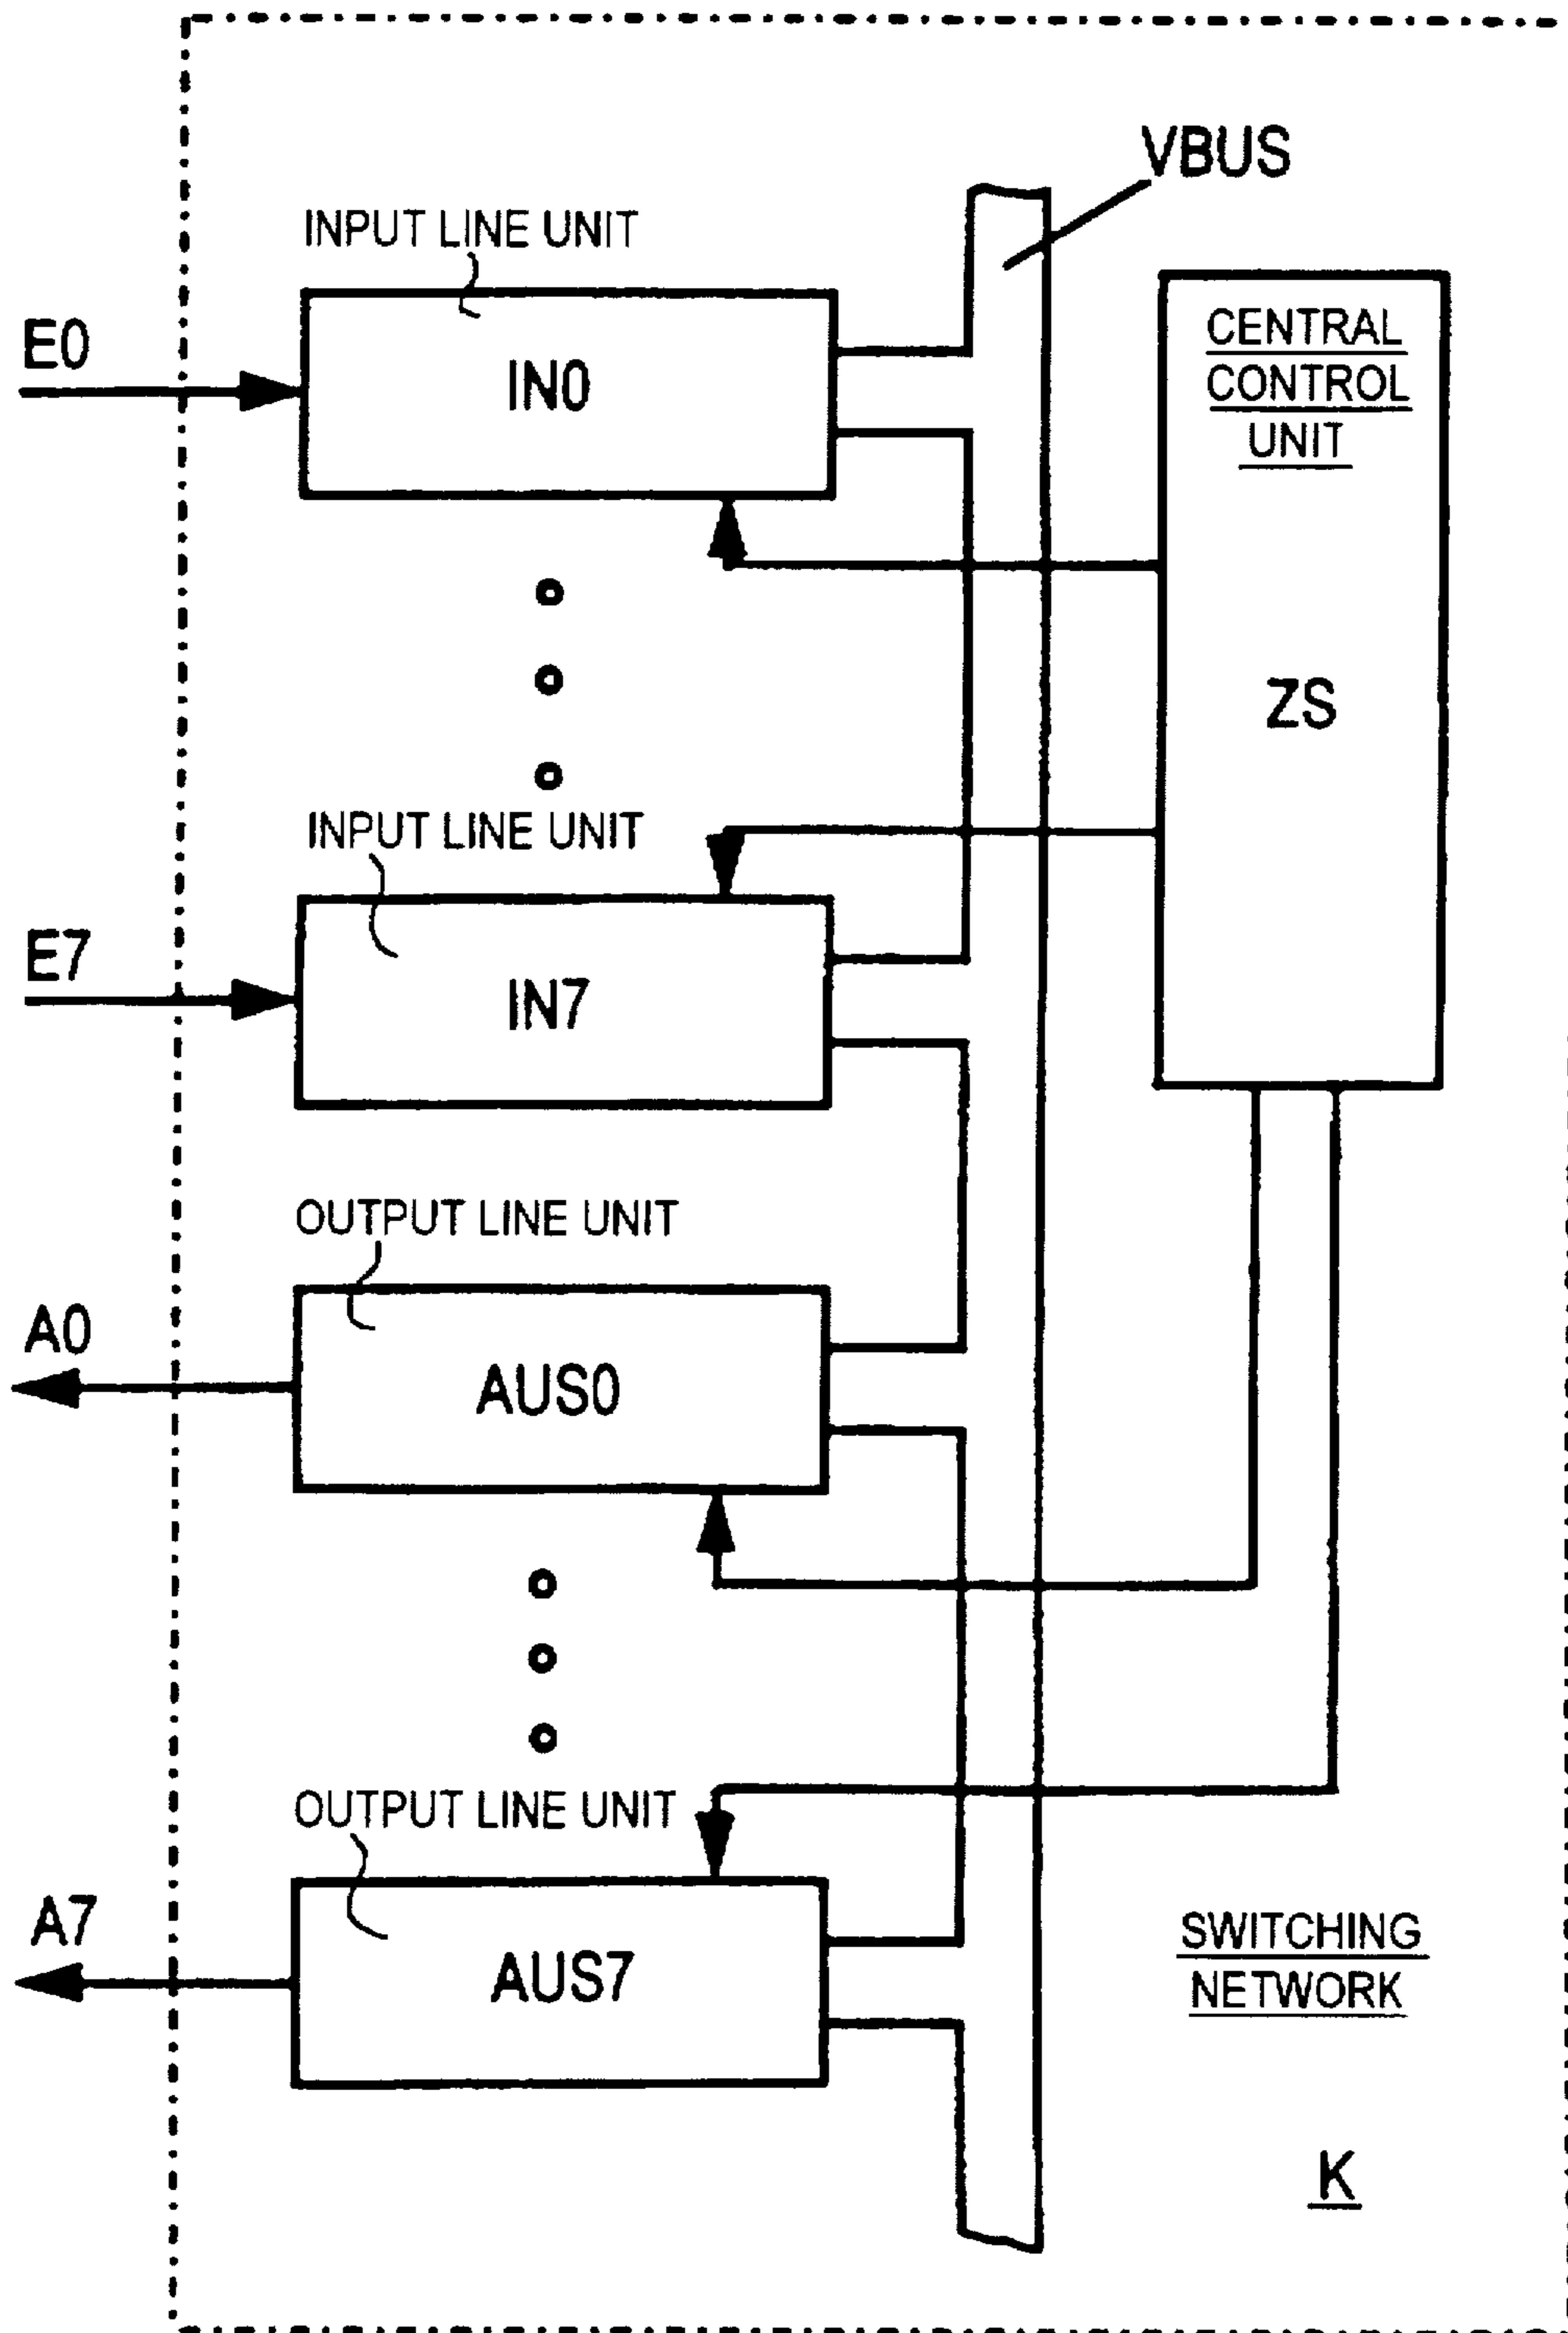 VBUS
INPUT LINE UNIT
E0
IN0
CENTRAL
CONTROL
UNIT
ZS
INPUT LINE UNIT
E7
IN7
OUTPUT LINE UNIT
A0
AUS0
OUTPUT LINE UNIT
A7
AUS7
SWITCHING
NETWORK
K